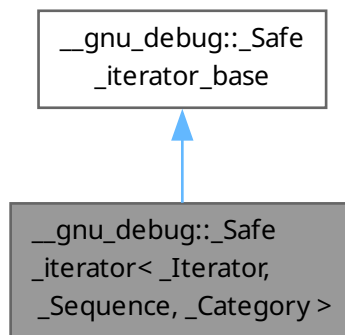 __gnu_debug::_Safe
_iterator_base
__gnu_debug::_Safe
_iterator< _Iterator,
_Sequence, _Category >